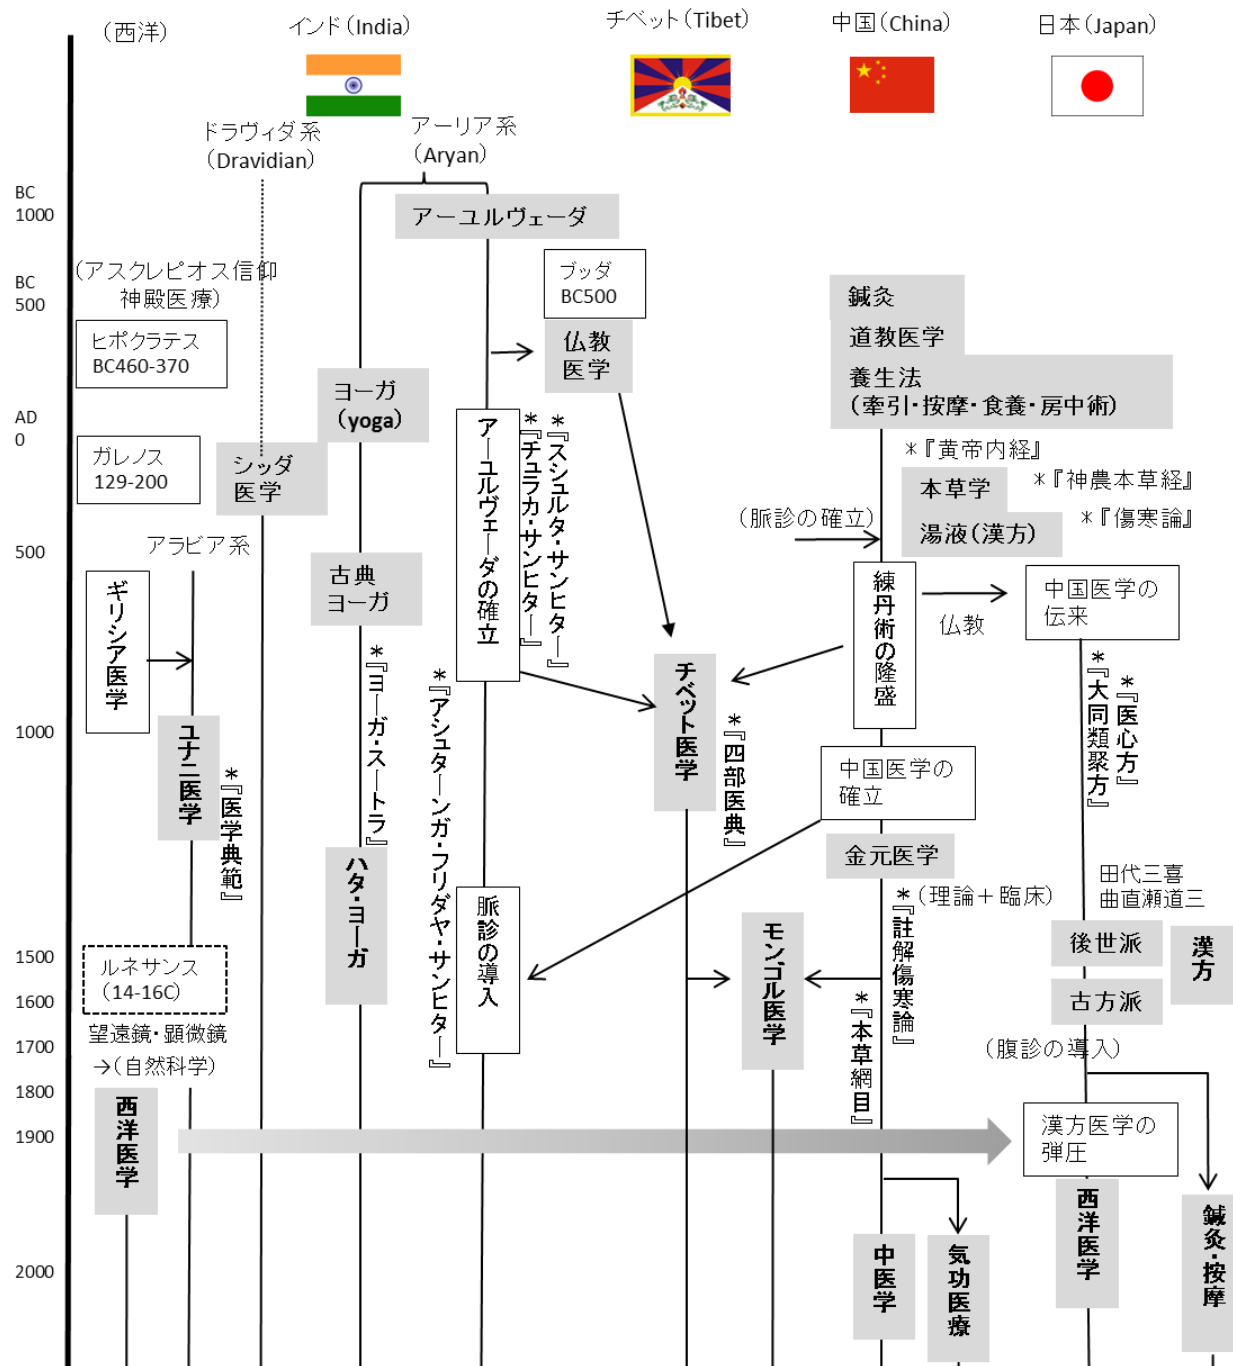 (西洋)
インド(India)
チベット(Tibet)
中国(China)
日本(Japan)
ドラヴィダ系
(Dravidian)
アーリア系
(Aryan)
BC
1000
アーユルヴェーダ
(アスクレピオス信仰
神殿医療)
BC
500
ブッダ
BC500
鍼灸
道教医学
養生法
(牽引・按摩・食養・房中術)
ヒポクラテス
BC460-370
仏教
医学
ヨーガ
(yoga)
AD
0
ガレノス
129-200
シッダ
医学
アーユルヴェーダの確立
*『スシュルタ・サンヒター』
*『チュラカ・サンヒター』
*『黄帝内経』
本草学
*『神農本草経』
(脈診の確立)
湯液(漢方)
*『傷寒論』
500
アラビア系
ギリシア医学
古典
ヨーガ
練丹術の隆盛
仏教
中国医学の
伝来
*『ヨーガ・スートラ』
*『アシュターンガ・フリダヤ・サンヒター』
チベット医学
*『四部医典』
*『医心方』
*『大同類聚方』
1000
ユナニ医学
*『医学典範』
中国医学の
確立
金元医学
(理論+臨床)
*『註解傷寒論』
*『本草網目』
田代三喜
曲直瀬道三
ハタ・ヨーガ
脈診の導入
モンゴル医学
後世派
漢方
古方派
1500
ルネサンス
(14-16C)
1600
望遠鏡・顕微鏡
→(自然科学)
1700
(腹診の導入)
1800
西洋医学
1900
漢方医学の
弾圧
西洋医学
鍼灸・按摩
中医学
気功医療
2000